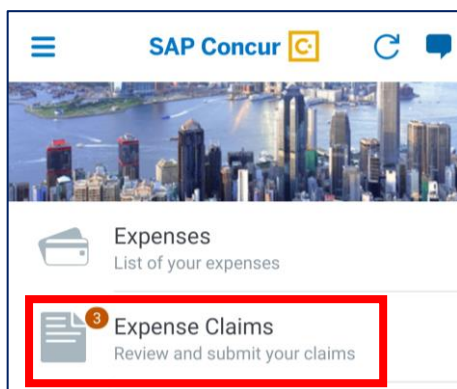 SAP Concur C
Expenses
List of your expenses
3
Expense Claims
Review and submit your claims